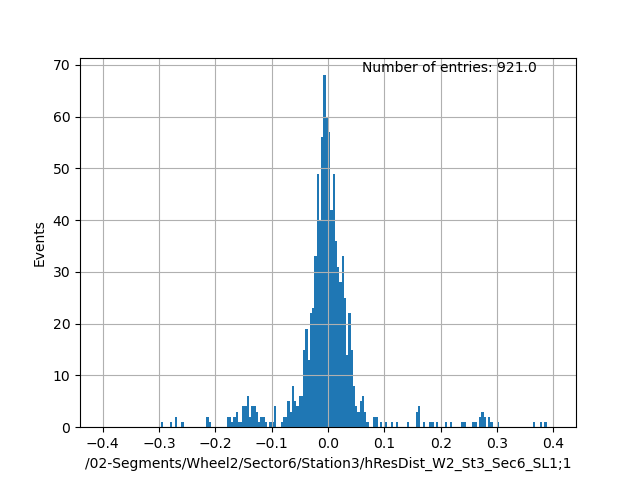 Number of entries: 921.0
70
60
50
40
30
20
10
0
Events
−0.4 −0.3 −0.2 −0.1 0.0 0.1 0.2 0.3 0.4
/02-Segments/Wheel2/Sector6/Station3/hResDist_W2_St3_Sec6_SL1;1